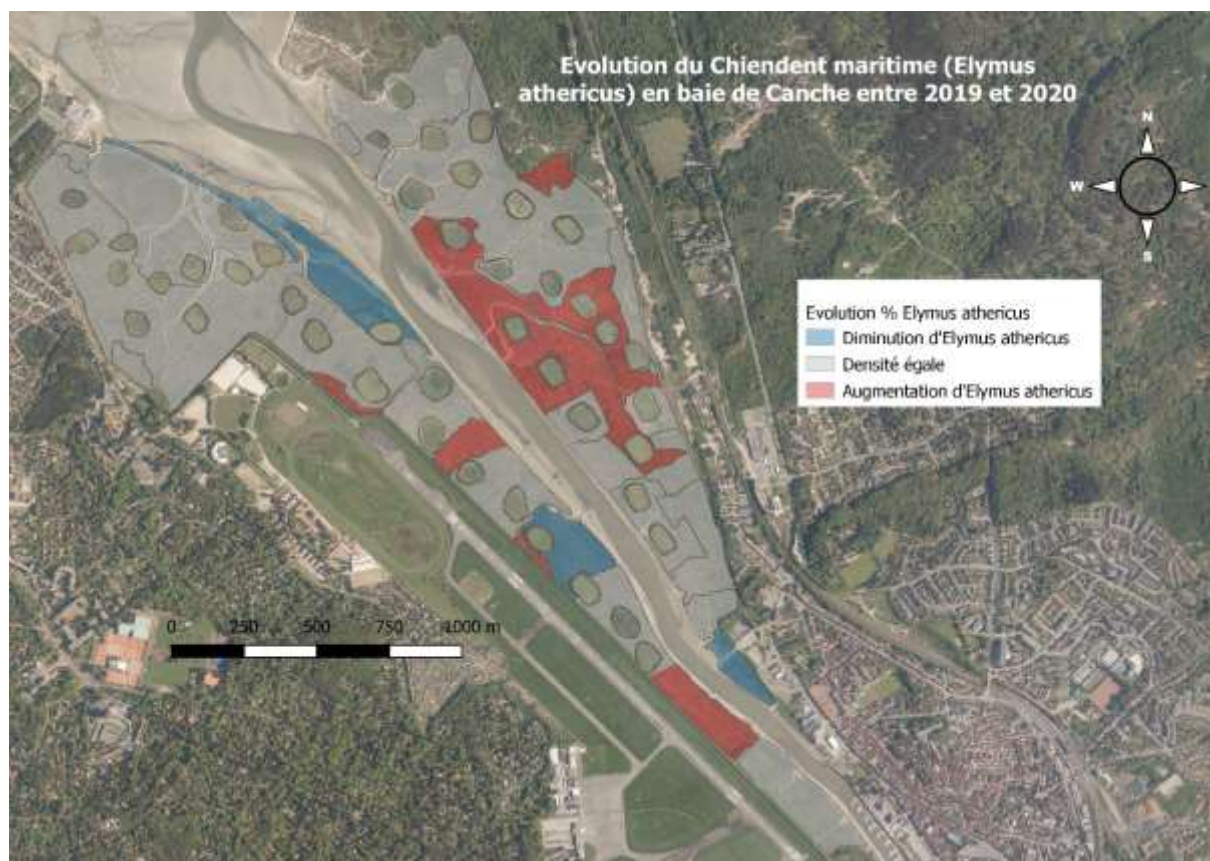 Evolution du Chiendent maritime (Elymus
athericus) en baie de Canche entre 2019 et 2020
N
W
S
Evolution % Elymus athericus
Diminution d'Elymus athericus
Densité égale
Augmentation d'Elymus athericus
0 250 500 750 1000 m